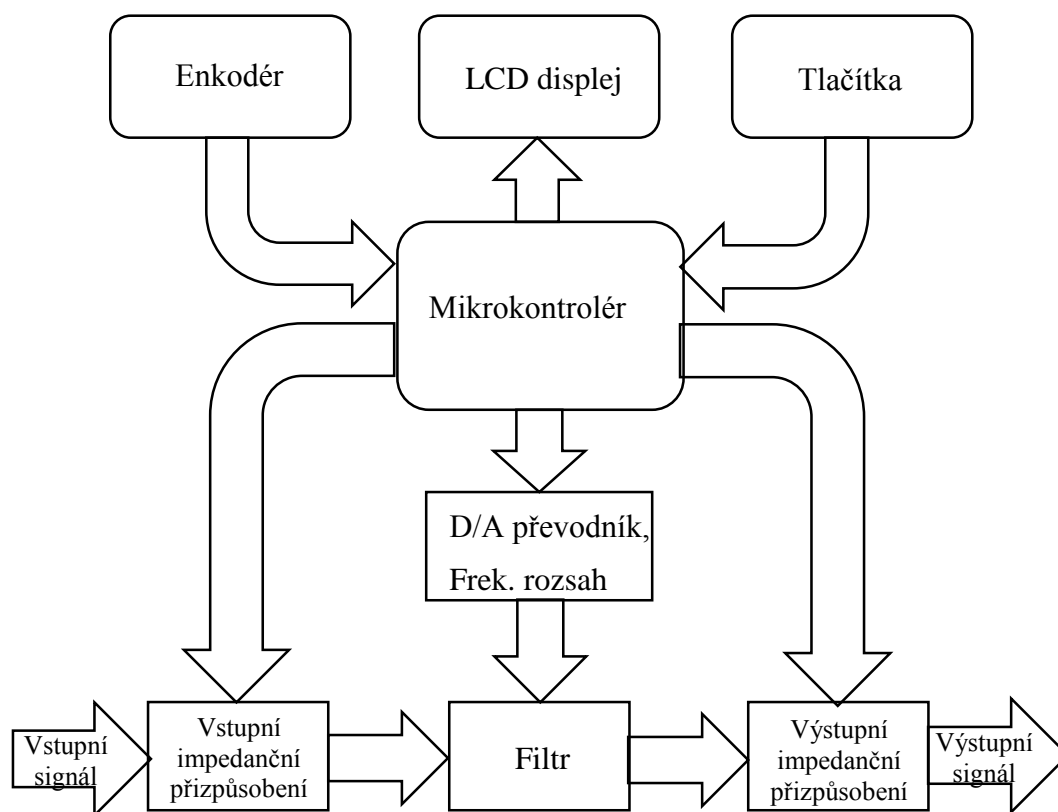 Enkodér
LCD displej
Tlačítka
Mikrokontrolér
D/A převodník,
Frek. rozsah
Vstupní
signál
Vstupní
impedanční
přizpůsobení
Filtr
Výstupní
impedanční
přizpůsobení
Výstupní
signál